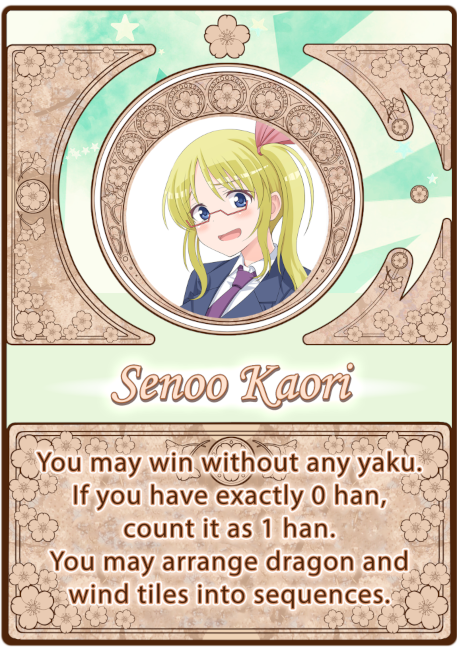 Senoo Kaori
You may win without any yaku.
If you have exactly 0 han,
count it as 1 han.
You may arrange dragon and
wind tiles into sequences.